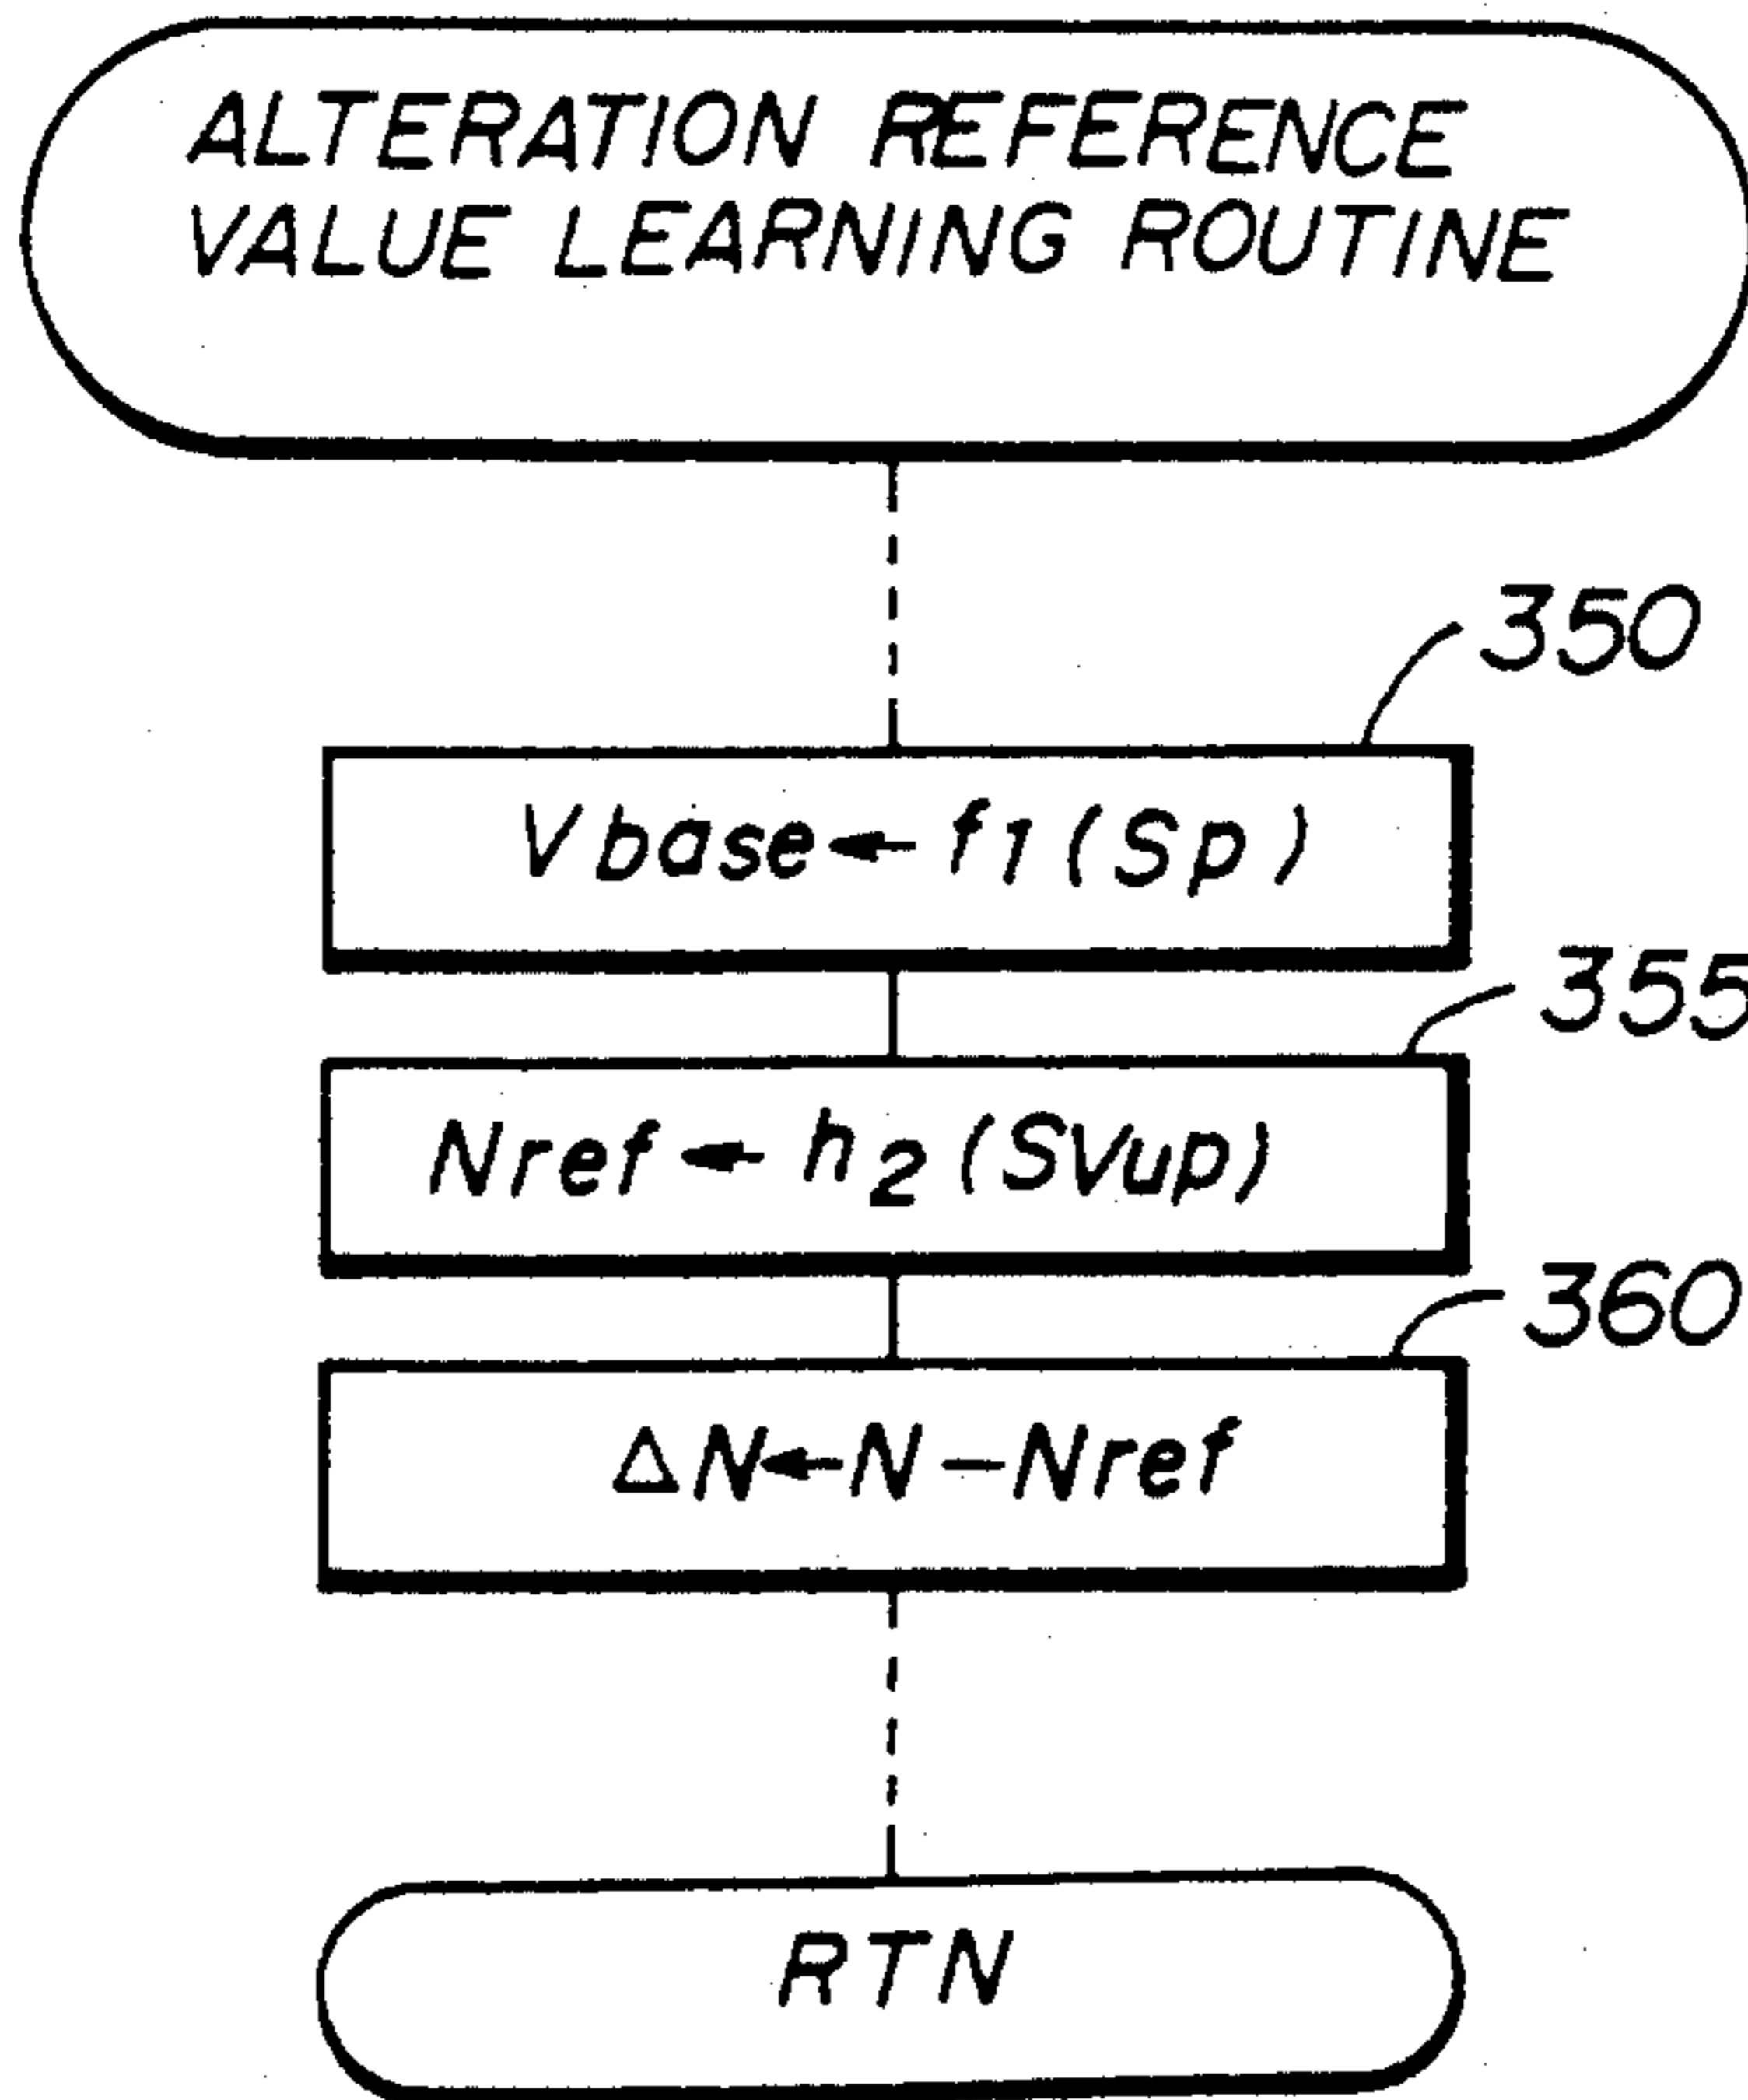 ALTERATION REFERENCE
VALUE LEARNING ROUTINE
350
Vbase ← f1 (Sp)
355
Nref ← h2 (SVup)
360
ΔN ← N − Nref
RTN